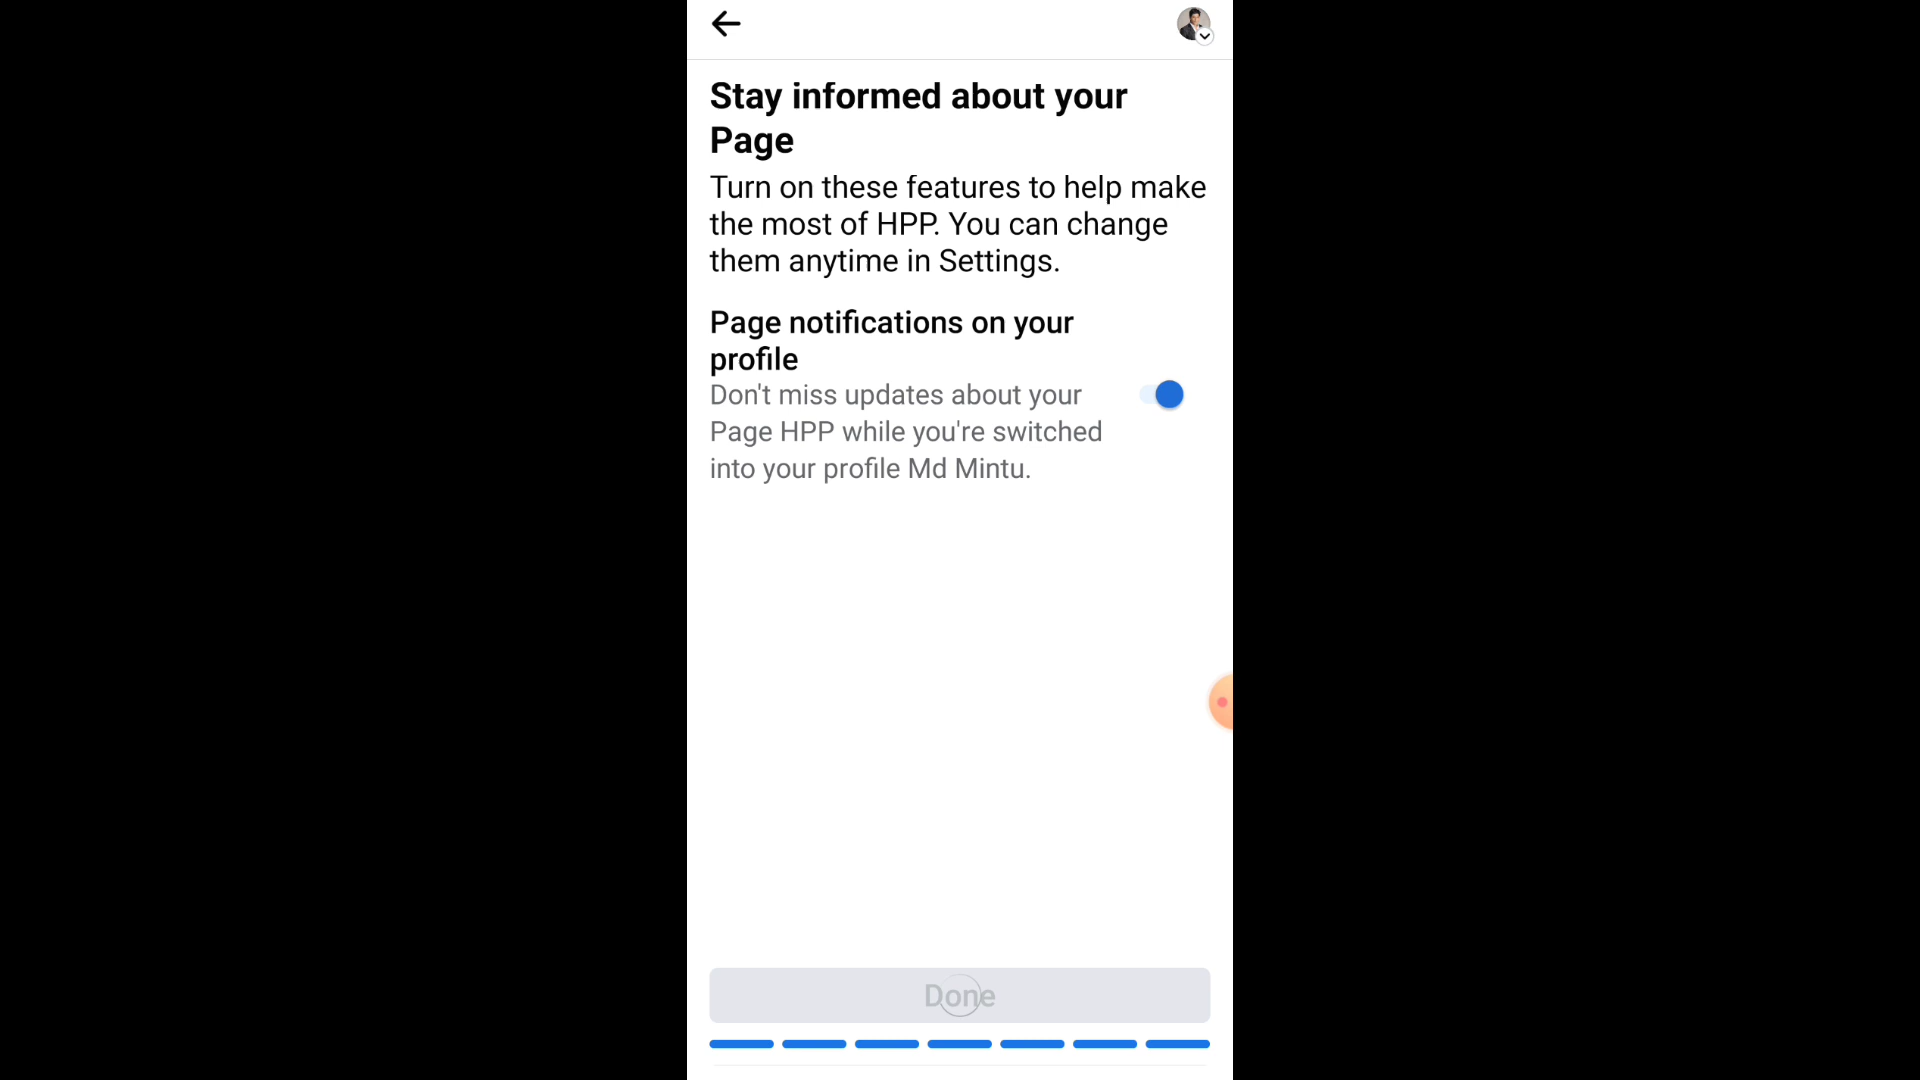 Stay informed about your
Page
Turn on these features to help make
the most of HPP. You can change
them anytime in Settings.
Page notifications on your
profile
Don't miss updates about your
Page HPP while you're switched
into your profile Md Mintu.
Done